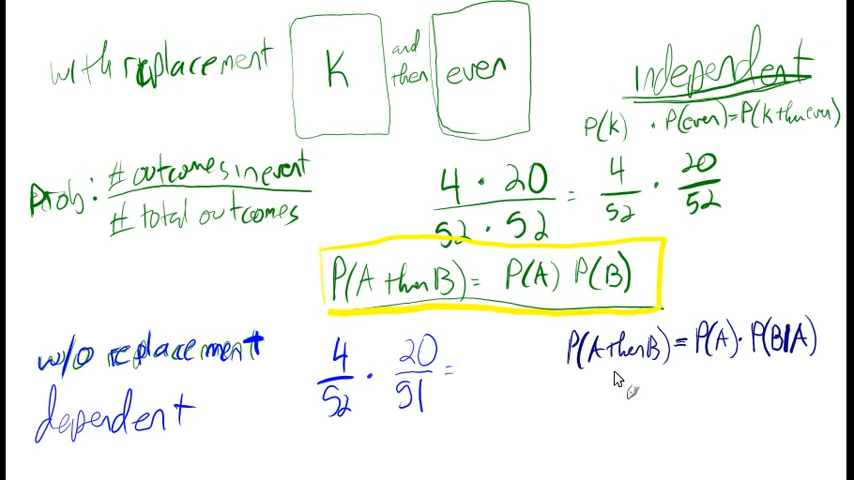 with replacement K and then even
independent
P(K) · P(even) = P(K then even)
Prob: # outcomes in event / # total outcomes
4 · 20 / 52 · 52 = 4/52 · 20/52
P(A then B) = P(A) P(B)
w/o replacement
dependent
4/52 · 20/51 =
P(A then B) = P(A) · P(B|A)